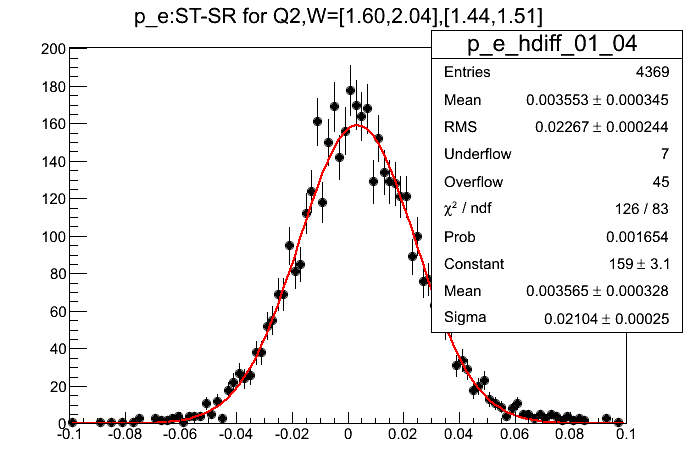 p_e:ST-SR for Q2,W=[1.60,2.04],[1.44,1.51]
p_e_hdiff_01_04
Entries 4369
Mean 0.003553 ± 0.000345
RMS 0.02267 ± 0.000244
Underflow 7
Overflow 45
χ² / ndf 126 / 83
Prob 0.001654
Constant 159 ± 3.1
Mean 0.003565 ± 0.000328
Sigma 0.02104 ± 0.00025
200
180
160
140
120
100
80
60
40
20
0
-0.1 -0.08 -0.06 -0.04 -0.02 0 0.02 0.04 0.06 0.08 0.1